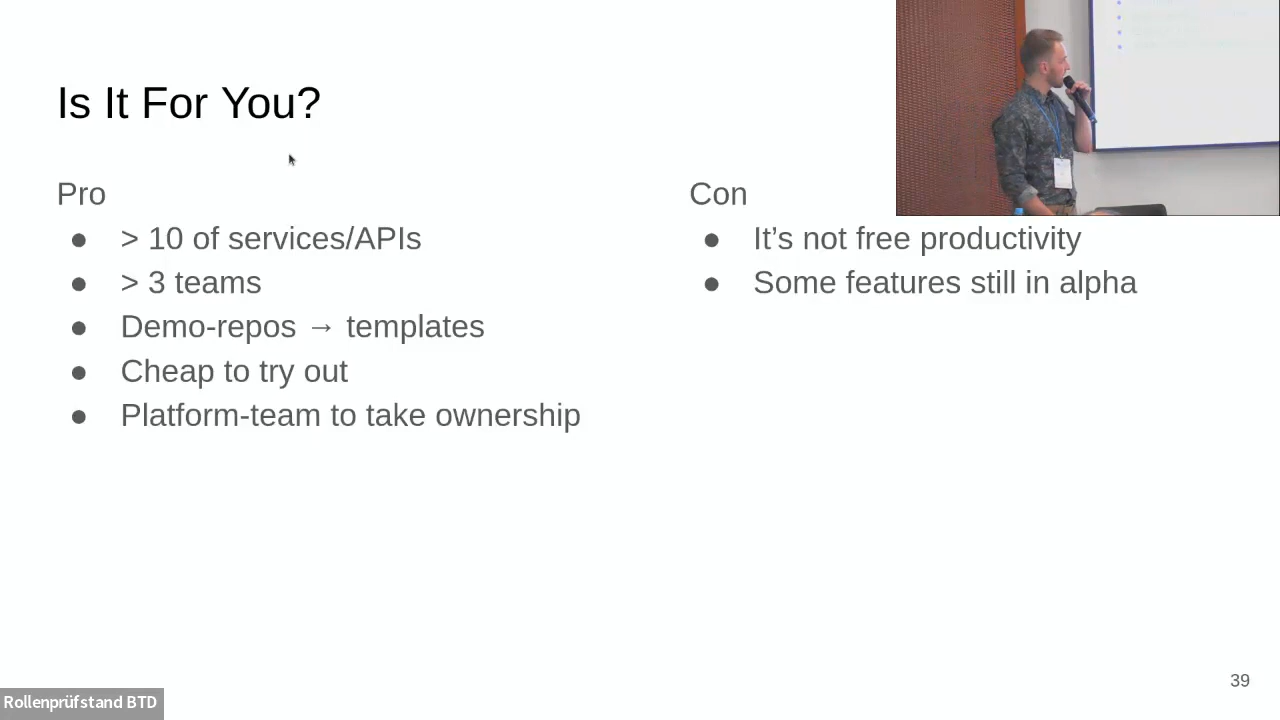 Is It For You?
Pro
● > 10 of services/APIs
● > 3 teams
● Demo-repos → templates
● Cheap to try out
● Platform-team to take ownership
Con
● It’s not free productivity
● Some features still in alpha
39
Rollenprüfstand BTD